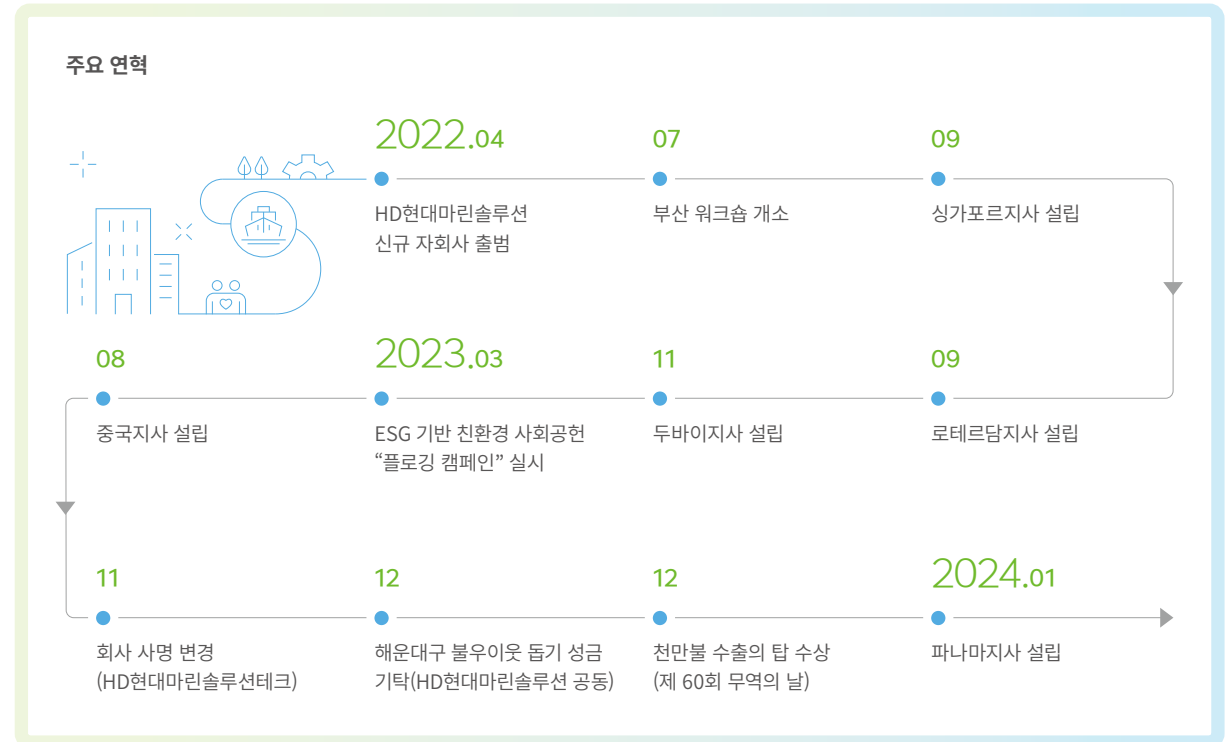 주요 연혁
2022.04
HD현대마린솔루션
신규 자회사 출범
07
부산 워크숍 개소
09
싱가포르지사 설립
09
로테르담지사 설립
11
두바이지사 설립
2023.03
ESG 기반 친환경 사회공헌
“플로깅 캠페인” 실시
08
중국지사 설립
11
회사 사명 변경
(HD현대마린솔루션테크)
12
해운대구 불우이웃 돕기 성금
기탁(HD현대마린솔루션 공동)
12
천만불 수출의 탑 수상
(제 60회 무역의 날)
2024.01
파나마지사 설립